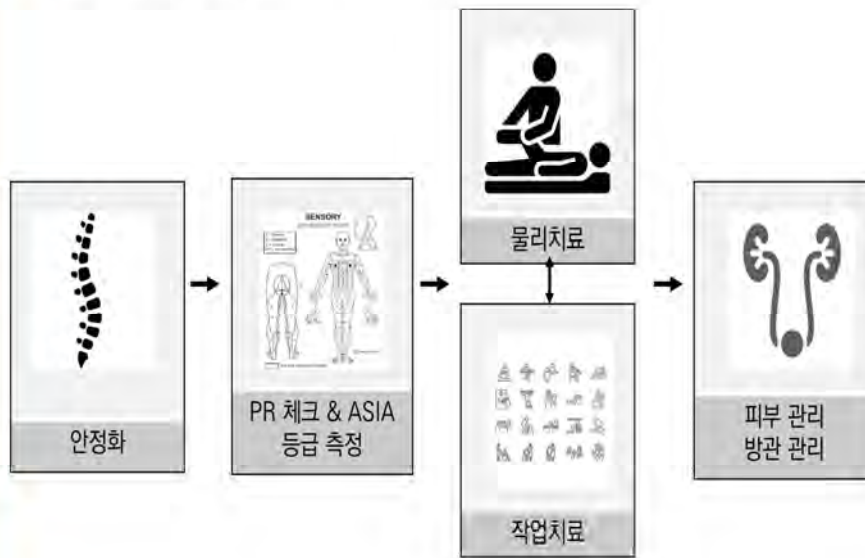 안정화
SENSORY
PR 체크 & ASIA
등급 측정
물리치료
작업치료
피부 관리
방관 관리